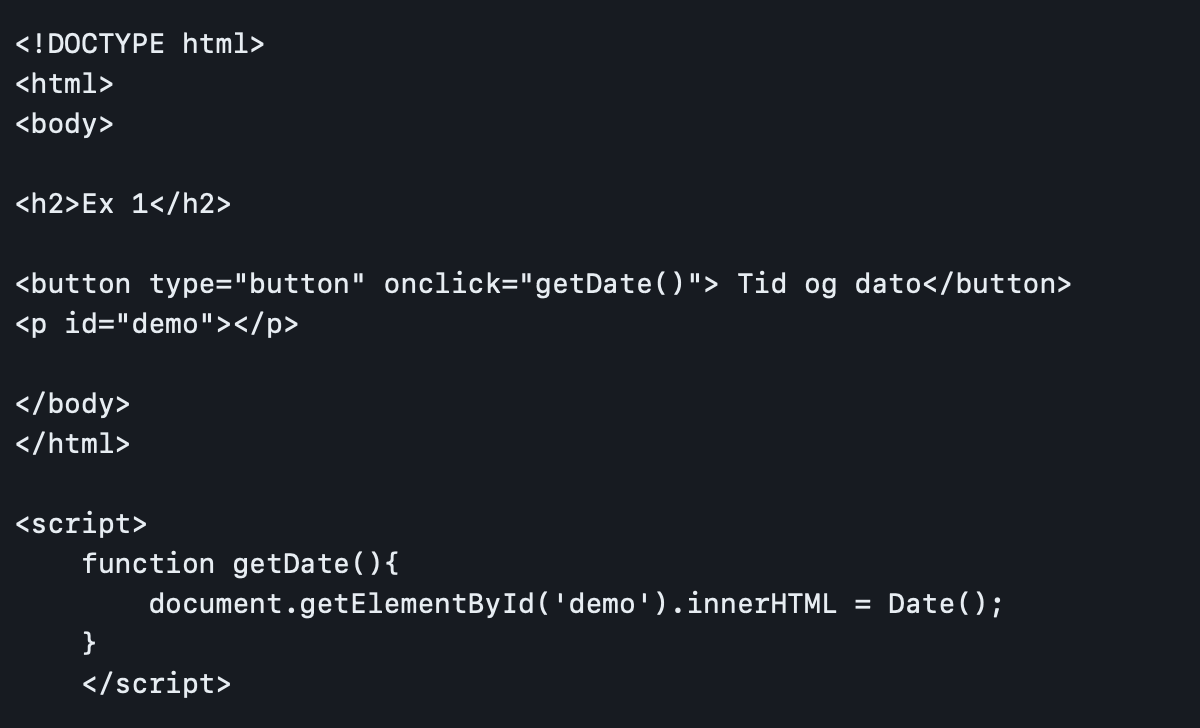 <!DOCTYPE html>
<html>
<body>
<h2>Ex 1</h2>
<button type="button" onclick="getDate()"> Tid og dato</button>
<p id="demo"></p>
</body>
</html>
<script>
    function getDate(){
        document.getElementById('demo').innerHTML = Date();
    }
    </script>